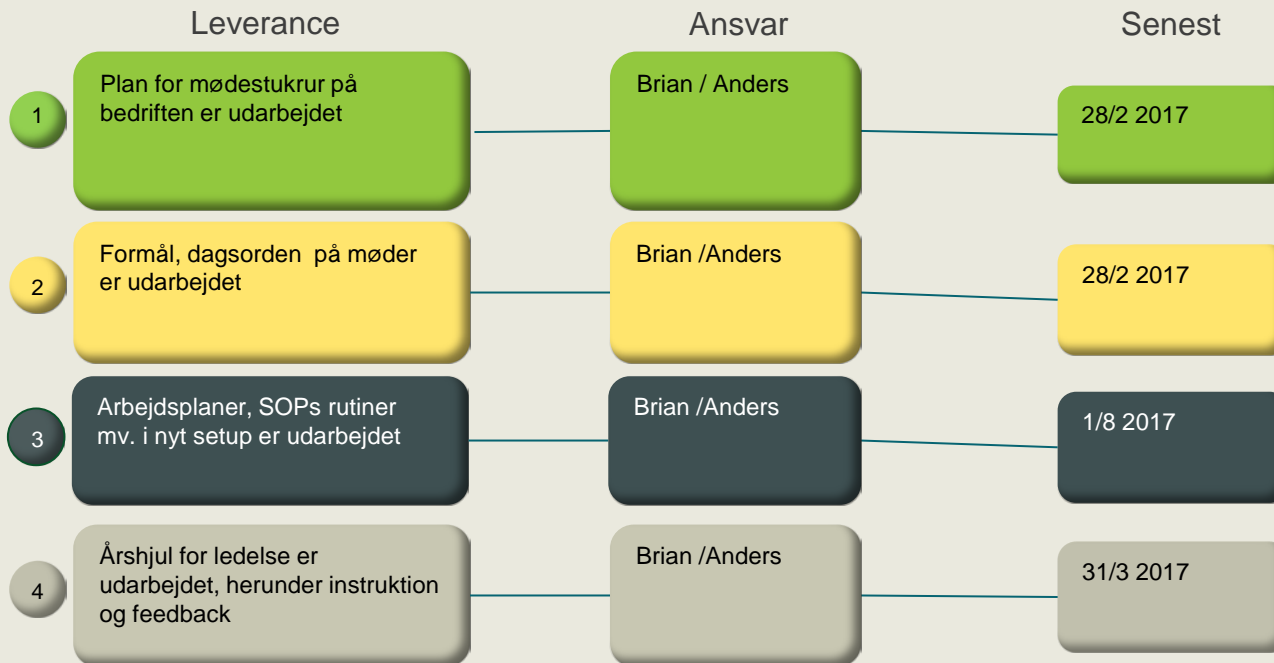 Leverance Ansvar Senest
1
Plan for mødestukrur på
bedriften er udarbejdet
Brian / Anders
28/2 2017
2
Formål, dagsorden  på møder
er udarbejdet
Brian /Anders
28/2 2017
3
Arbejdsplaner, SOPs rutiner
mv. i nyt setup er udarbejdet
Brian /Anders
1/8 2017
4
Årshjul for ledelse er
udarbejdet, herunder instruktion
og feedback
Brian /Anders
31/3 2017